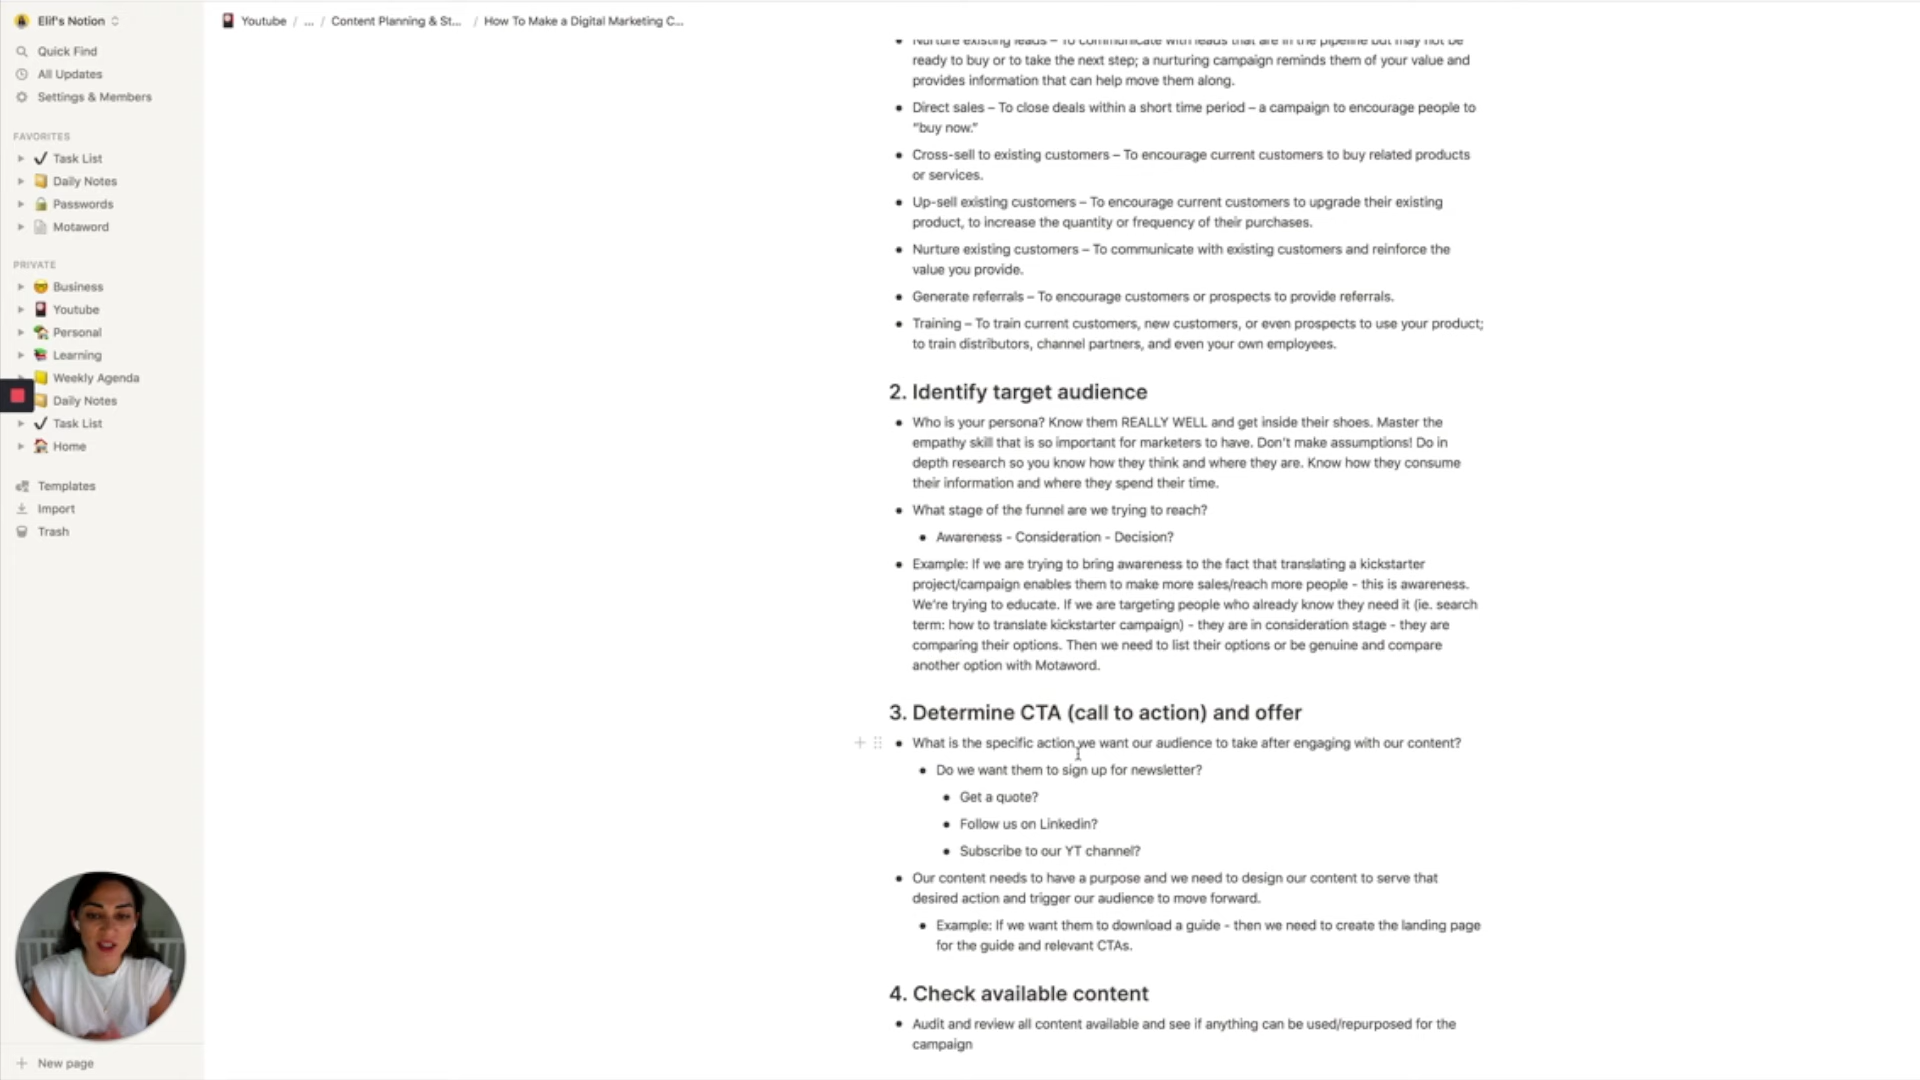 Elif's Notion
Quick Find
All Updates
Settings & Members
FAVORITES
Task List
Daily Notes
Passwords
Motaword
PRIVATE
Business
Youtube
Personal
Learning
Weekly Agenda
Daily Notes
Task List
Home
Templates
Import
Trash
New page
Youtube / ... / Content Planning & St... / How To Make a Digital Marketing C...
Nurture existing leads – To communicate with leads that are in the pipeline but may not be
ready to buy or to take the next step; a nurturing campaign reminds them of your value and
provides information that can help move them along.
Direct sales – To close deals within a short time period – a campaign to encourage people to
"buy now."
Cross-sell to existing customers – To encourage current customers to buy related products
or services.
Up-sell existing customers – To encourage current customers to upgrade their existing
product, to increase the quantity or frequency of their purchases.
Nurture existing customers – To communicate with existing customers and reinforce the
value you provide.
Generate referrals – To encourage customers or prospects to provide referrals.
Training – To train current customers, new customers, or even prospects to use your product;
to train distributors, channel partners, and even your own employees.
2. Identify target audience
Who is your persona? Know them REALLY WELL and get inside their shoes. Master the
empathy skill that is so important for marketers to have. Don't make assumptions! Do in
depth research so you know how they think and where they are. Know how they consume
their information and where they spend their time.
What stage of the funnel are we trying to reach?
Awareness - Consideration - Decision?
Example: If we are trying to bring awareness to the fact that translating a kickstarter
project/campaign enables them to make more sales/reach more people - this is awareness.
We're trying to educate. If we are targeting people who already know they need it (ie. search
term: how to translate kickstarter campaign) - they are in consideration stage - they are
comparing their options. Then we need to list their options or be genuine and compare
another option with Motaword.
3. Determine CTA (call to action) and offer
What is the specific action we want our audience to take after engaging with our content?
Do we want them to sign up for newsletter?
Get a quote?
Follow us on Linkedin?
Subscribe to our YT channel?
Our content needs to have a purpose and we need to design our content to serve that
desired action and trigger our audience to move forward.
Example: If we want them to download a guide - then we need to create the landing page
for the guide and relevant CTAs.
4. Check available content
Audit and review all content available and see if anything can be used/repurposed for the
campaign